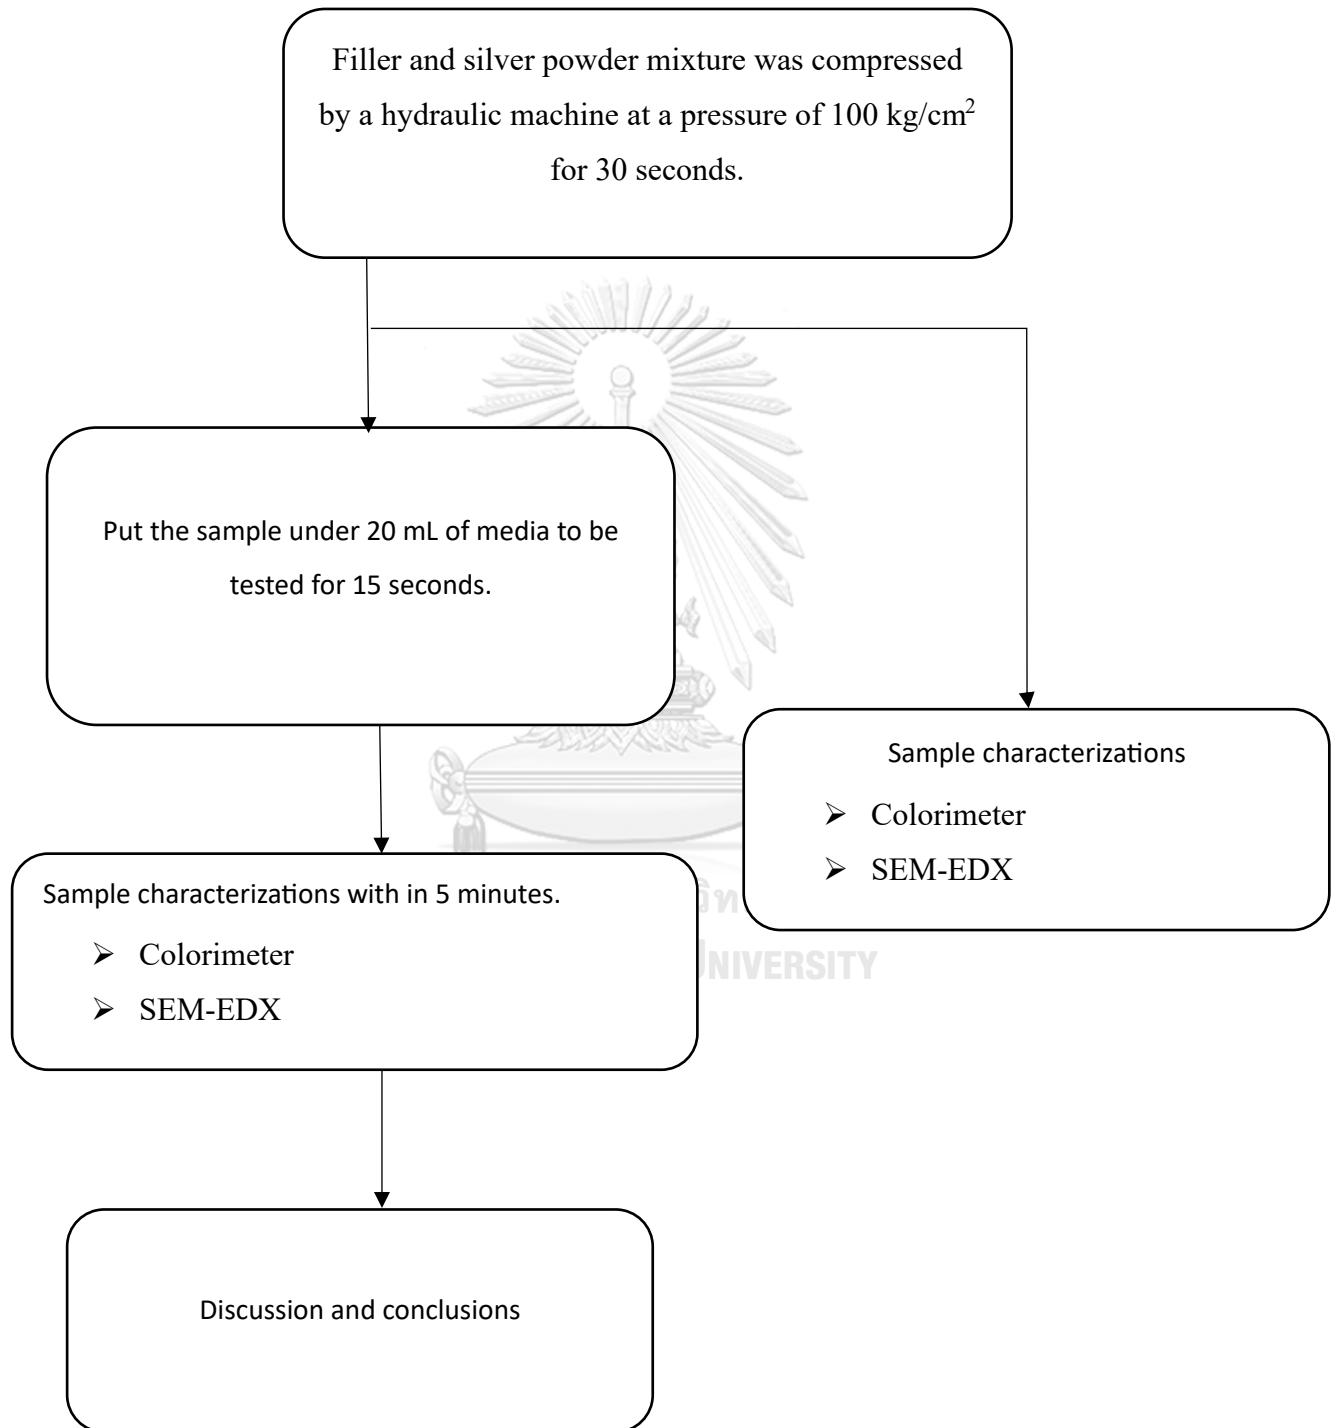 Filler and silver powder mixture was compressed
by a hydraulic machine at a pressure of 100 kg/cm²
for 30 seconds.
Put the sample under 20 mL of media to be
tested for 15 seconds.
Sample characterizations
➢ Colorimeter
➢ SEM-EDX
Sample characterizations with in 5 minutes.
➢ Colorimeter
➢ SEM-EDX
UNIVERSITY
Discussion and conclusions